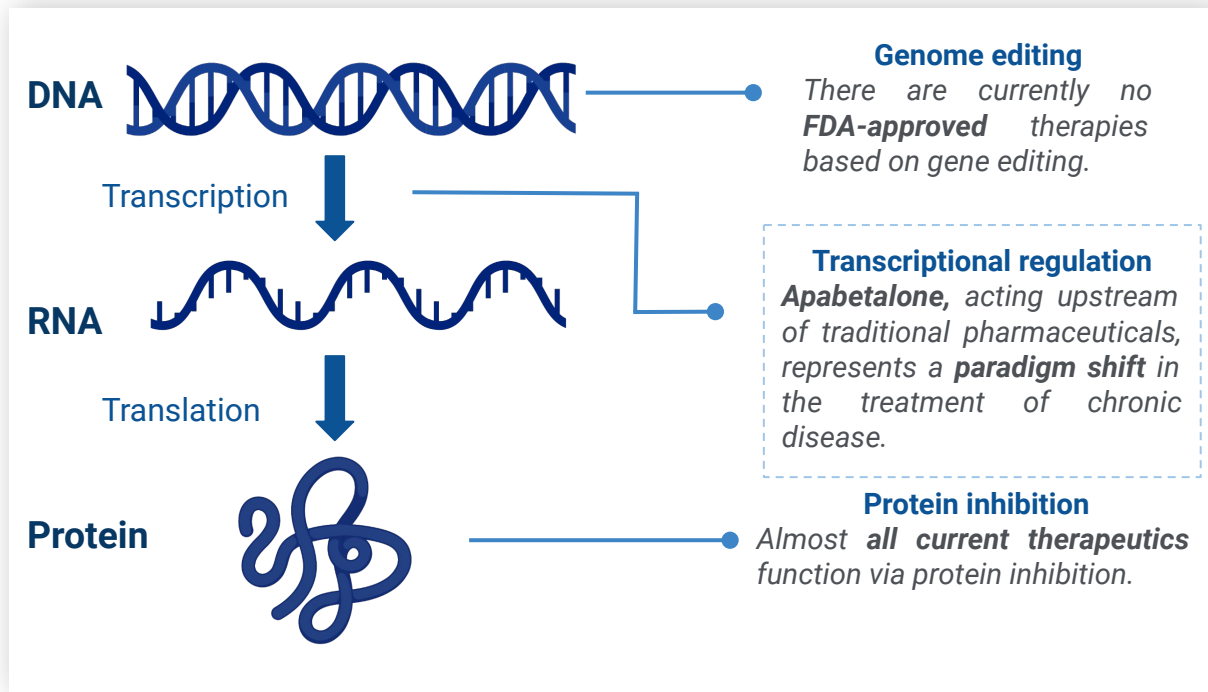 DNA
Genome editing
There are currently no
FDA-approved therapies
based on gene editing.
Transcription
Transcriptional regulation
Apabetalone, acting upstream
of traditional pharmaceuticals,
represents a paradigm shift in
the treatment of chronic
disease.
RNA
Translation
Protein
Protein inhibition
Almost all current therapeutics
function via protein inhibition.